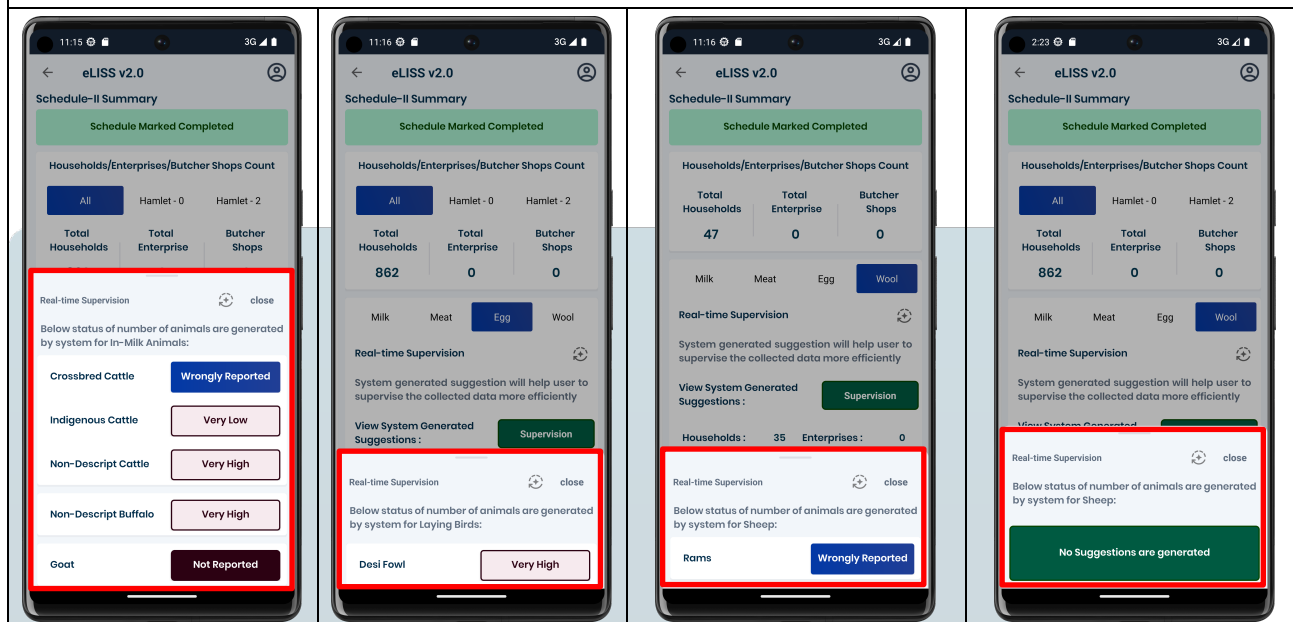 11:15
3G
eLISS v2.0
Schedule-II Summary
Schedule Marked Completed
Households/Enterprises/Butcher Shops Count
All Hamlet - 0 Hamlet - 2
Total Households Total Enterprise Butcher Shops
Real-time Supervision close
Below status of number of animals are generated
by system for In-Milk Animals:
Crossbred Cattle Wrongly Reported
Indigenous Cattle Very Low
Non-Descript Cattle Very High
Non-Descript Buffalo Very High
Goat Not Reported
11:16
3G
eLISS v2.0
Schedule-II Summary
Schedule Marked Completed
Households/Enterprises/Butcher Shops Count
All Hamlet - 0 Hamlet - 2
Total Households Total Enterprise Butcher Shops
862 0 0
Milk Meat Egg Wool
Real-time Supervision
System generated suggestion will help user to
supervise the collected data more efficiently
View System Generated
Suggestions : Supervision
Real-time Supervision close
Below status of number of animals are generated
by system for Laying Birds:
Desi Fowl Very High
11:16
3G
eLISS v2.0
Schedule-II Summary
Schedule Marked Completed
Households/Enterprises/Butcher Shops Count
Total Households Total Enterprise Butcher Shops
47 0 0
Milk Meat Egg Wool
Real-time Supervision
System generated suggestion will help user to
supervise the collected data more efficiently
View System Generated
Suggestions : Supervision
Households : 35 Enterprises : 0
Real-time Supervision close
Below status of number of animals are generated
by system for Sheep:
Rams Wrongly Reported
2:23
3G
eLISS v2.0
Schedule-II Summary
Schedule Marked Completed
Households/Enterprises/Butcher Shops Count
All Hamlet - 0 Hamlet - 2
Total Households Total Enterprise Butcher Shops
862 0 0
Milk Meat Egg Wool
Real-time Supervision
System generated suggestion will help user to
supervise the collected data more efficiently
View System Generated
Real-time Supervision close
Below status of number of animals are generated
by system for Sheep:
No Suggestions are generated